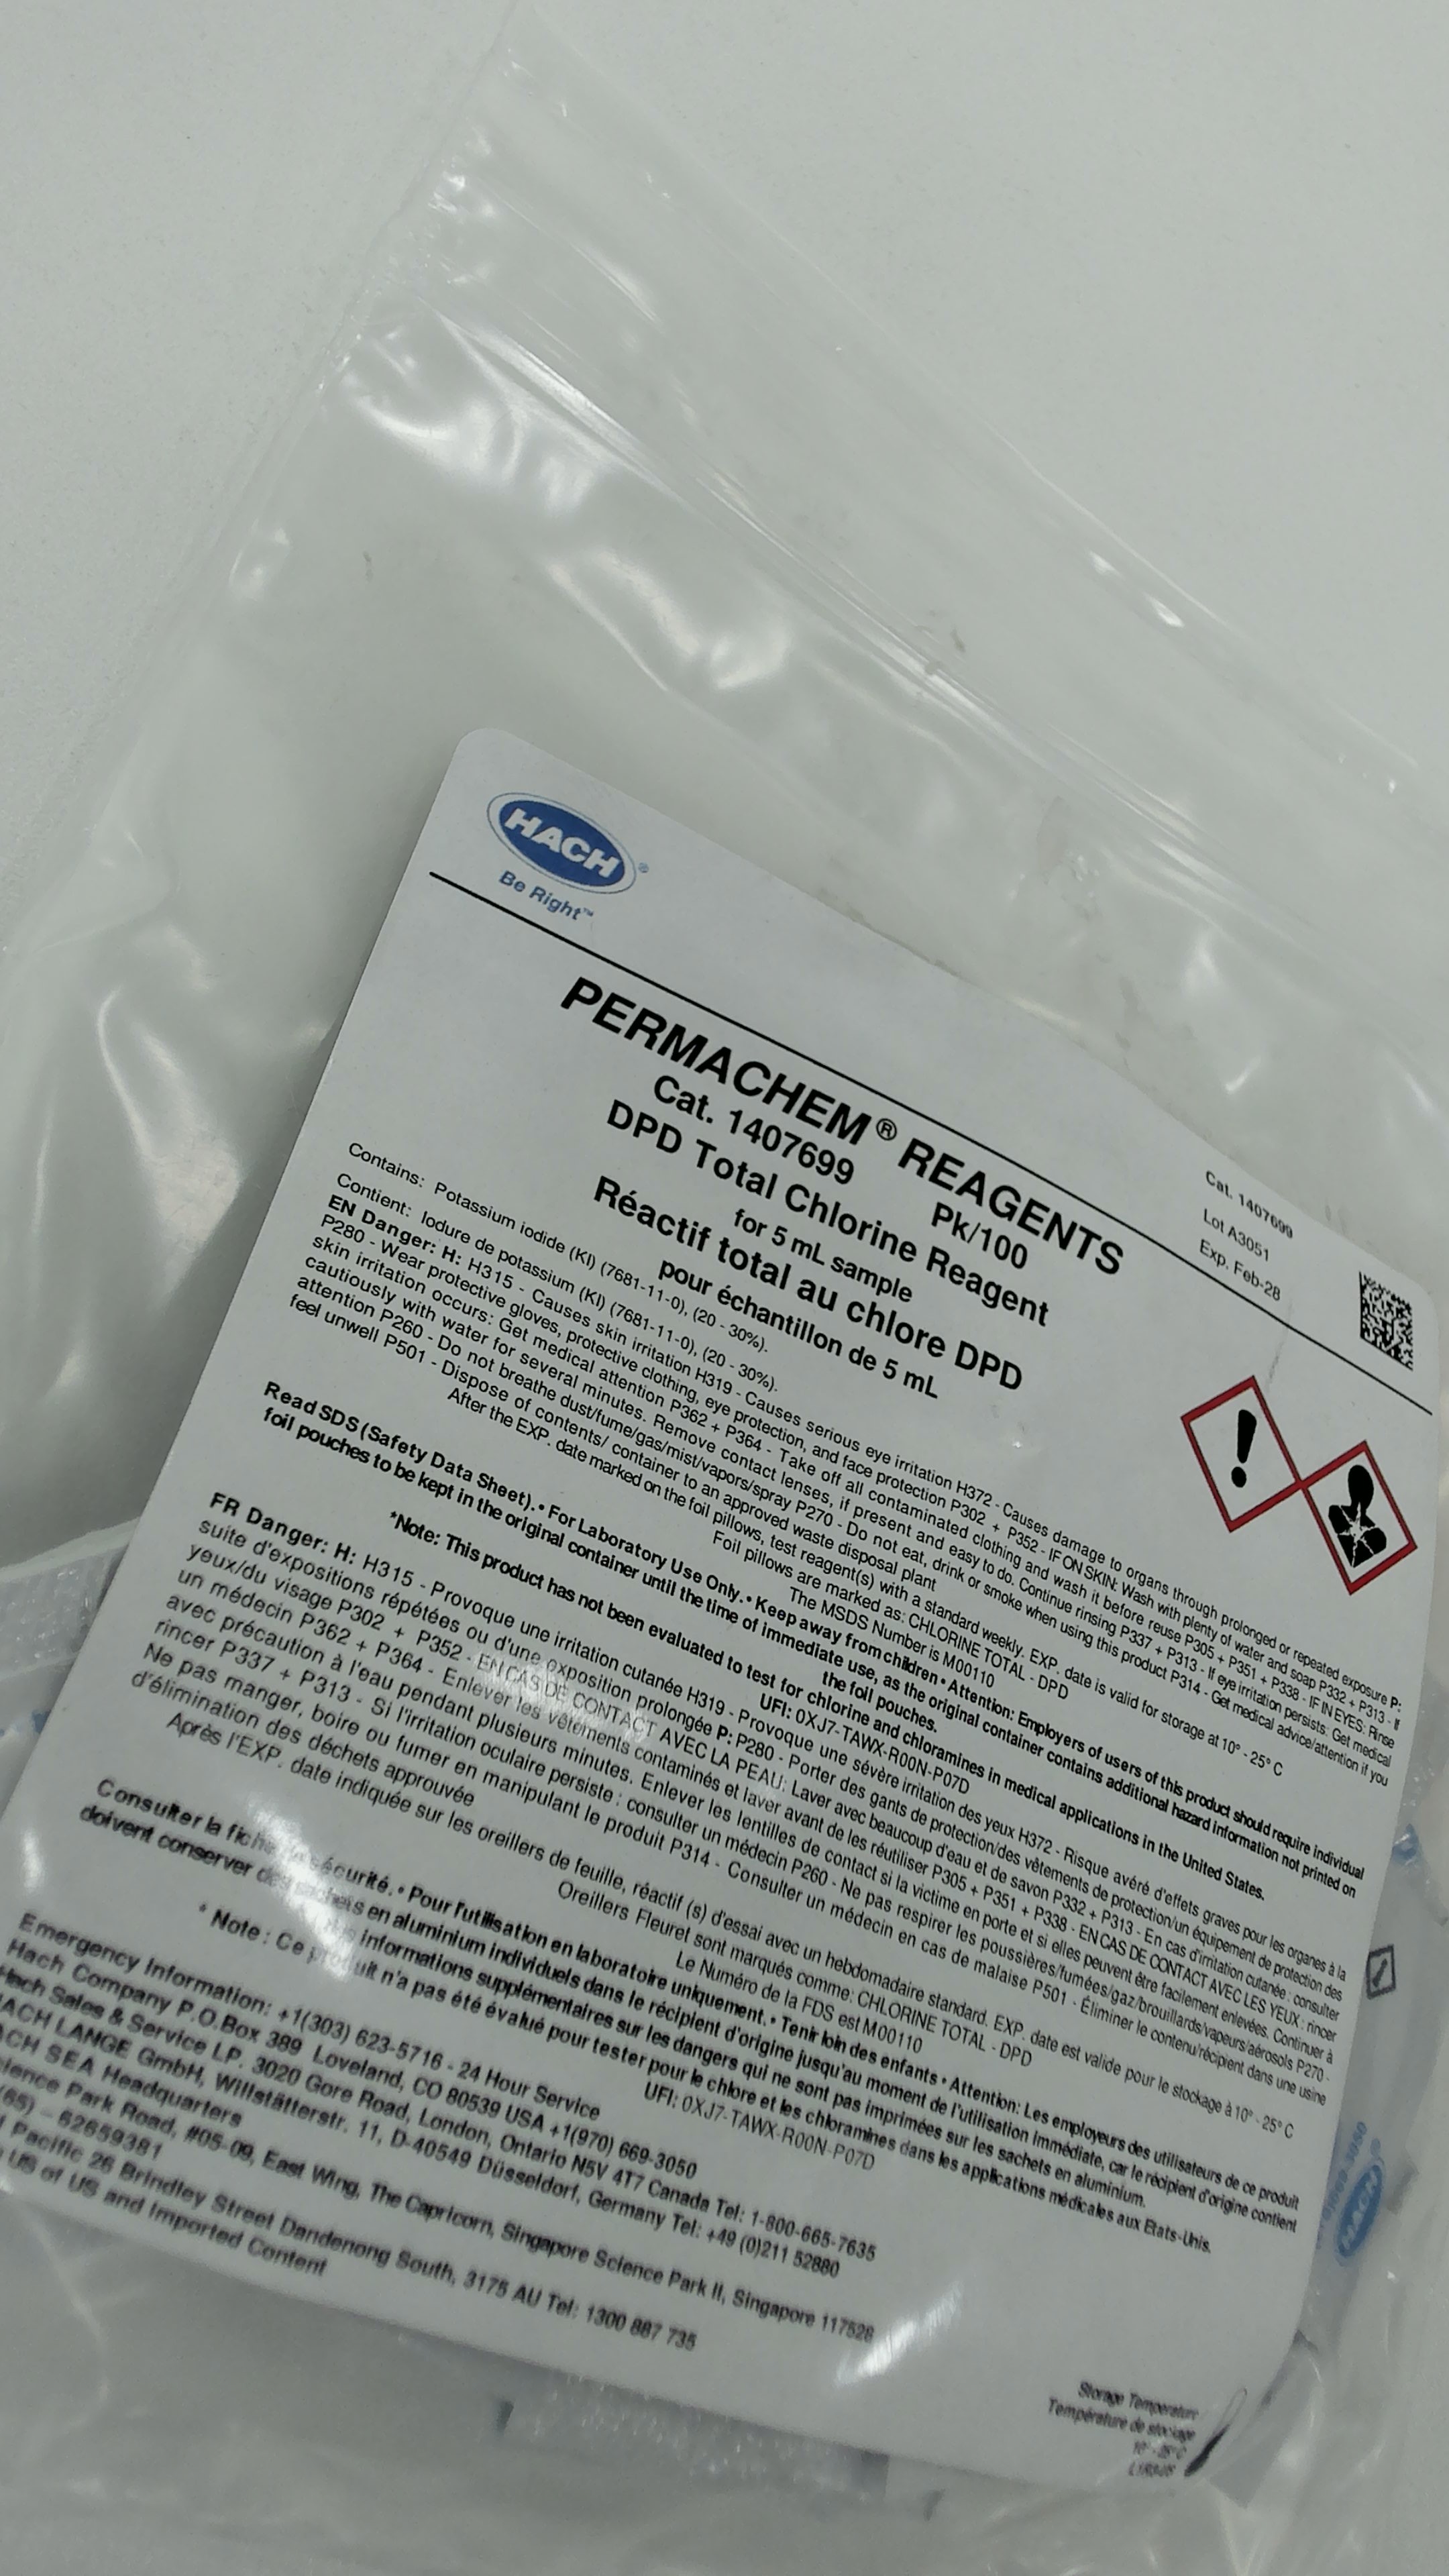 HACH®
Be Right™
Cat. 1407699
Lot A3051
Exp. Feb-28
PERMACHEM® REAGENTS
Cat. 1407699 Pk/100
DPD Total Chlorine Reagent
for 5 mL sample
Réactif total au chlore DPD
pour échantillon de 5 mL
Contains: Potassium iodide (KI) (7681-11-0), (20 - 30%).
Contient: Iodure de potassium (KI) (7681-11-0), (20 - 30%).
EN Danger: H: H315 - Causes skin irritation H319 - Causes serious eye irritation H372 - Causes damage to organs through prolonged or repeated exposure P:
P280 - Wear protective gloves, protective clothing, eye protection, and face protection P302 + P352 - IF ON SKIN: Wash with plenty of water and soap P332 + P313 - If
skin irritation occurs: Get medical attention P362 + P364 - Take off all contaminated clothing and wash it before reuse P305 + P351 + P338 - IF IN EYES: Rinse
cautiously with water for several minutes. Remove contact lenses, if present and easy to do. Continue rinsing P337 + P313 - If eye irritation persists: Get medical
attention P260 - Do not breathe dust/fume/gas/mist/vapors/spray P270 - Do not eat, drink or smoke when using this product P314 - Get medical advice/attention if you
feel unwell P501 - Dispose of contents/ container to an approved waste disposal plant
After the EXP. date marked on the foil pillows, test reagent(s) with a standard weekly. EXP. date is valid for storage at 10° - 25° C
Foil pillows are marked as: CHLORINE TOTAL - DPD
The MSDS Number is M00110
Read SDS (Safety Data Sheet). • For Laboratory Use Only. • Keep away from children • Attention: Employers of users of this product should require individual
foil pouches to be kept in the original container until the time of immediate use, as the original container contains additional hazard information not printed on
the foil pouches.
*Note: This product has not been evaluated to test for chlorine and chloramines in medical applications in the United States.
UFI: 0XJ7-TAWX-R00N-P07D
FR Danger: H: H315 - Provoque une irritation cutanée H319 - Provoque une sévère irritation des yeux H372 - Risque avéré d'effets graves pour les organes à la
suite d'expositions répétées ou d'une exposition prolongée P: P280 - Porter des gants de protection/des vêtements de protection/un équipement de protection des
yeux/du visage P302 + P352 - EN CAS DE CONTACT AVEC LA PEAU: Laver avec beaucoup d'eau et de savon P332 + P313 - En cas d'irritation cutanée : consulter
un médecin P362 + P364 - Enlever les vêtements contaminés et laver avant de les réutiliser P305 + P351 + P338 - EN CAS DE CONTACT AVEC LES YEUX : rincer
avec précaution à l'eau pendant plusieurs minutes. Enlever les lentilles de contact si la victime en porte et si elles peuvent être facilement enlevées. Continuer à
rincer P337 + P313 - Si l'irritation oculaire persiste : consulter un médecin P260 - Ne pas respirer les poussières/fumées/gaz/brouillards/vapeurs/aérosols P270 -
Ne pas manger, boire ou fumer en manipulant le produit P314 - Consulter un médecin en cas de malaise P501 - Éliminer le contenu/récipient dans une usine
d'élimination des déchets approuvée
Après l'EXP. date indiquée sur les oreillers de feuille, réactif (s) d'essai avec un hebdomadaire standard. EXP. date est valide pour le stockage à 10° - 25° C
Oreillers Fleuret sont marqués comme: CHLORINE TOTAL - DPD
Le Numéro de la FDS est M00110
Consulter la fiche sécurité. • Pour l'utilisation en laboratoire uniquement. • Tenir loin des enfants • Attention: Les employeurs des utilisateurs de ce produit
doivent conserver des sachets en aluminium individuels dans le récipient d'origine jusqu'au moment de l'utilisation immédiate, car le récipient d'origine contient
informations supplémentaires sur les dangers qui ne sont pas imprimées sur les sachets en aluminium.
* Note : Ce produit n'a pas été évalué pour tester pour le chlore et les chloramines dans les applications médicales aux Etats-Unis.
UFI: 0XJ7-TAWX-R00N-P07D
Emergency Information: +1(303) 623-5716 - 24 Hour Service
Hach Company P.O.Box 389 Loveland, CO 80539 USA +1(970) 669-3050
Hach Sales & Service LP. 3020 Gore Road, London, Ontario N5V 4T7 Canada Tel: 1-800-665-7635
HACH LANGE GmbH, Willstätterstr. 11, D-40549 Düsseldorf, Germany Tel: +49 (0)211 52880
HACH SEA Headquarters
Science Park Road, #05-09, East Wing, The Capricorn, Singapore Science Park II, Singapore 117528
(65) - 62659381
Pacific 26 Brindley Street Dandenong South, 3175 AU Tel: 1300 887 735
US of US and Imported Content
Storage Temperature
Température de stockage
10° - 25° C
HACH®